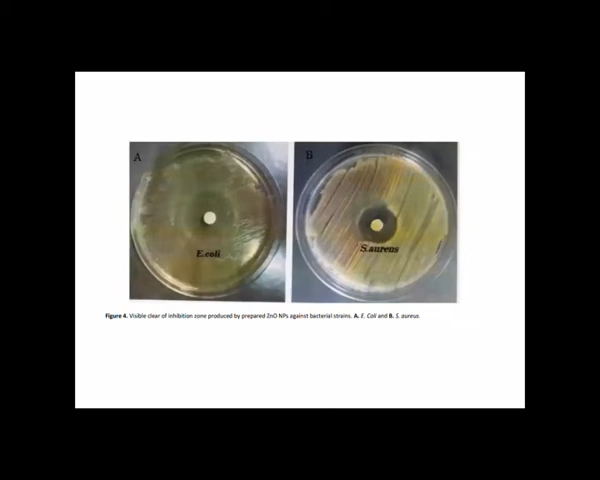 A
B
E.coli
S.aureus
Figure 4. Visible clear of inhibition zone produced by prepared ZnO NPs against bacterial strains. A. E. Coli and B. S. aureus.